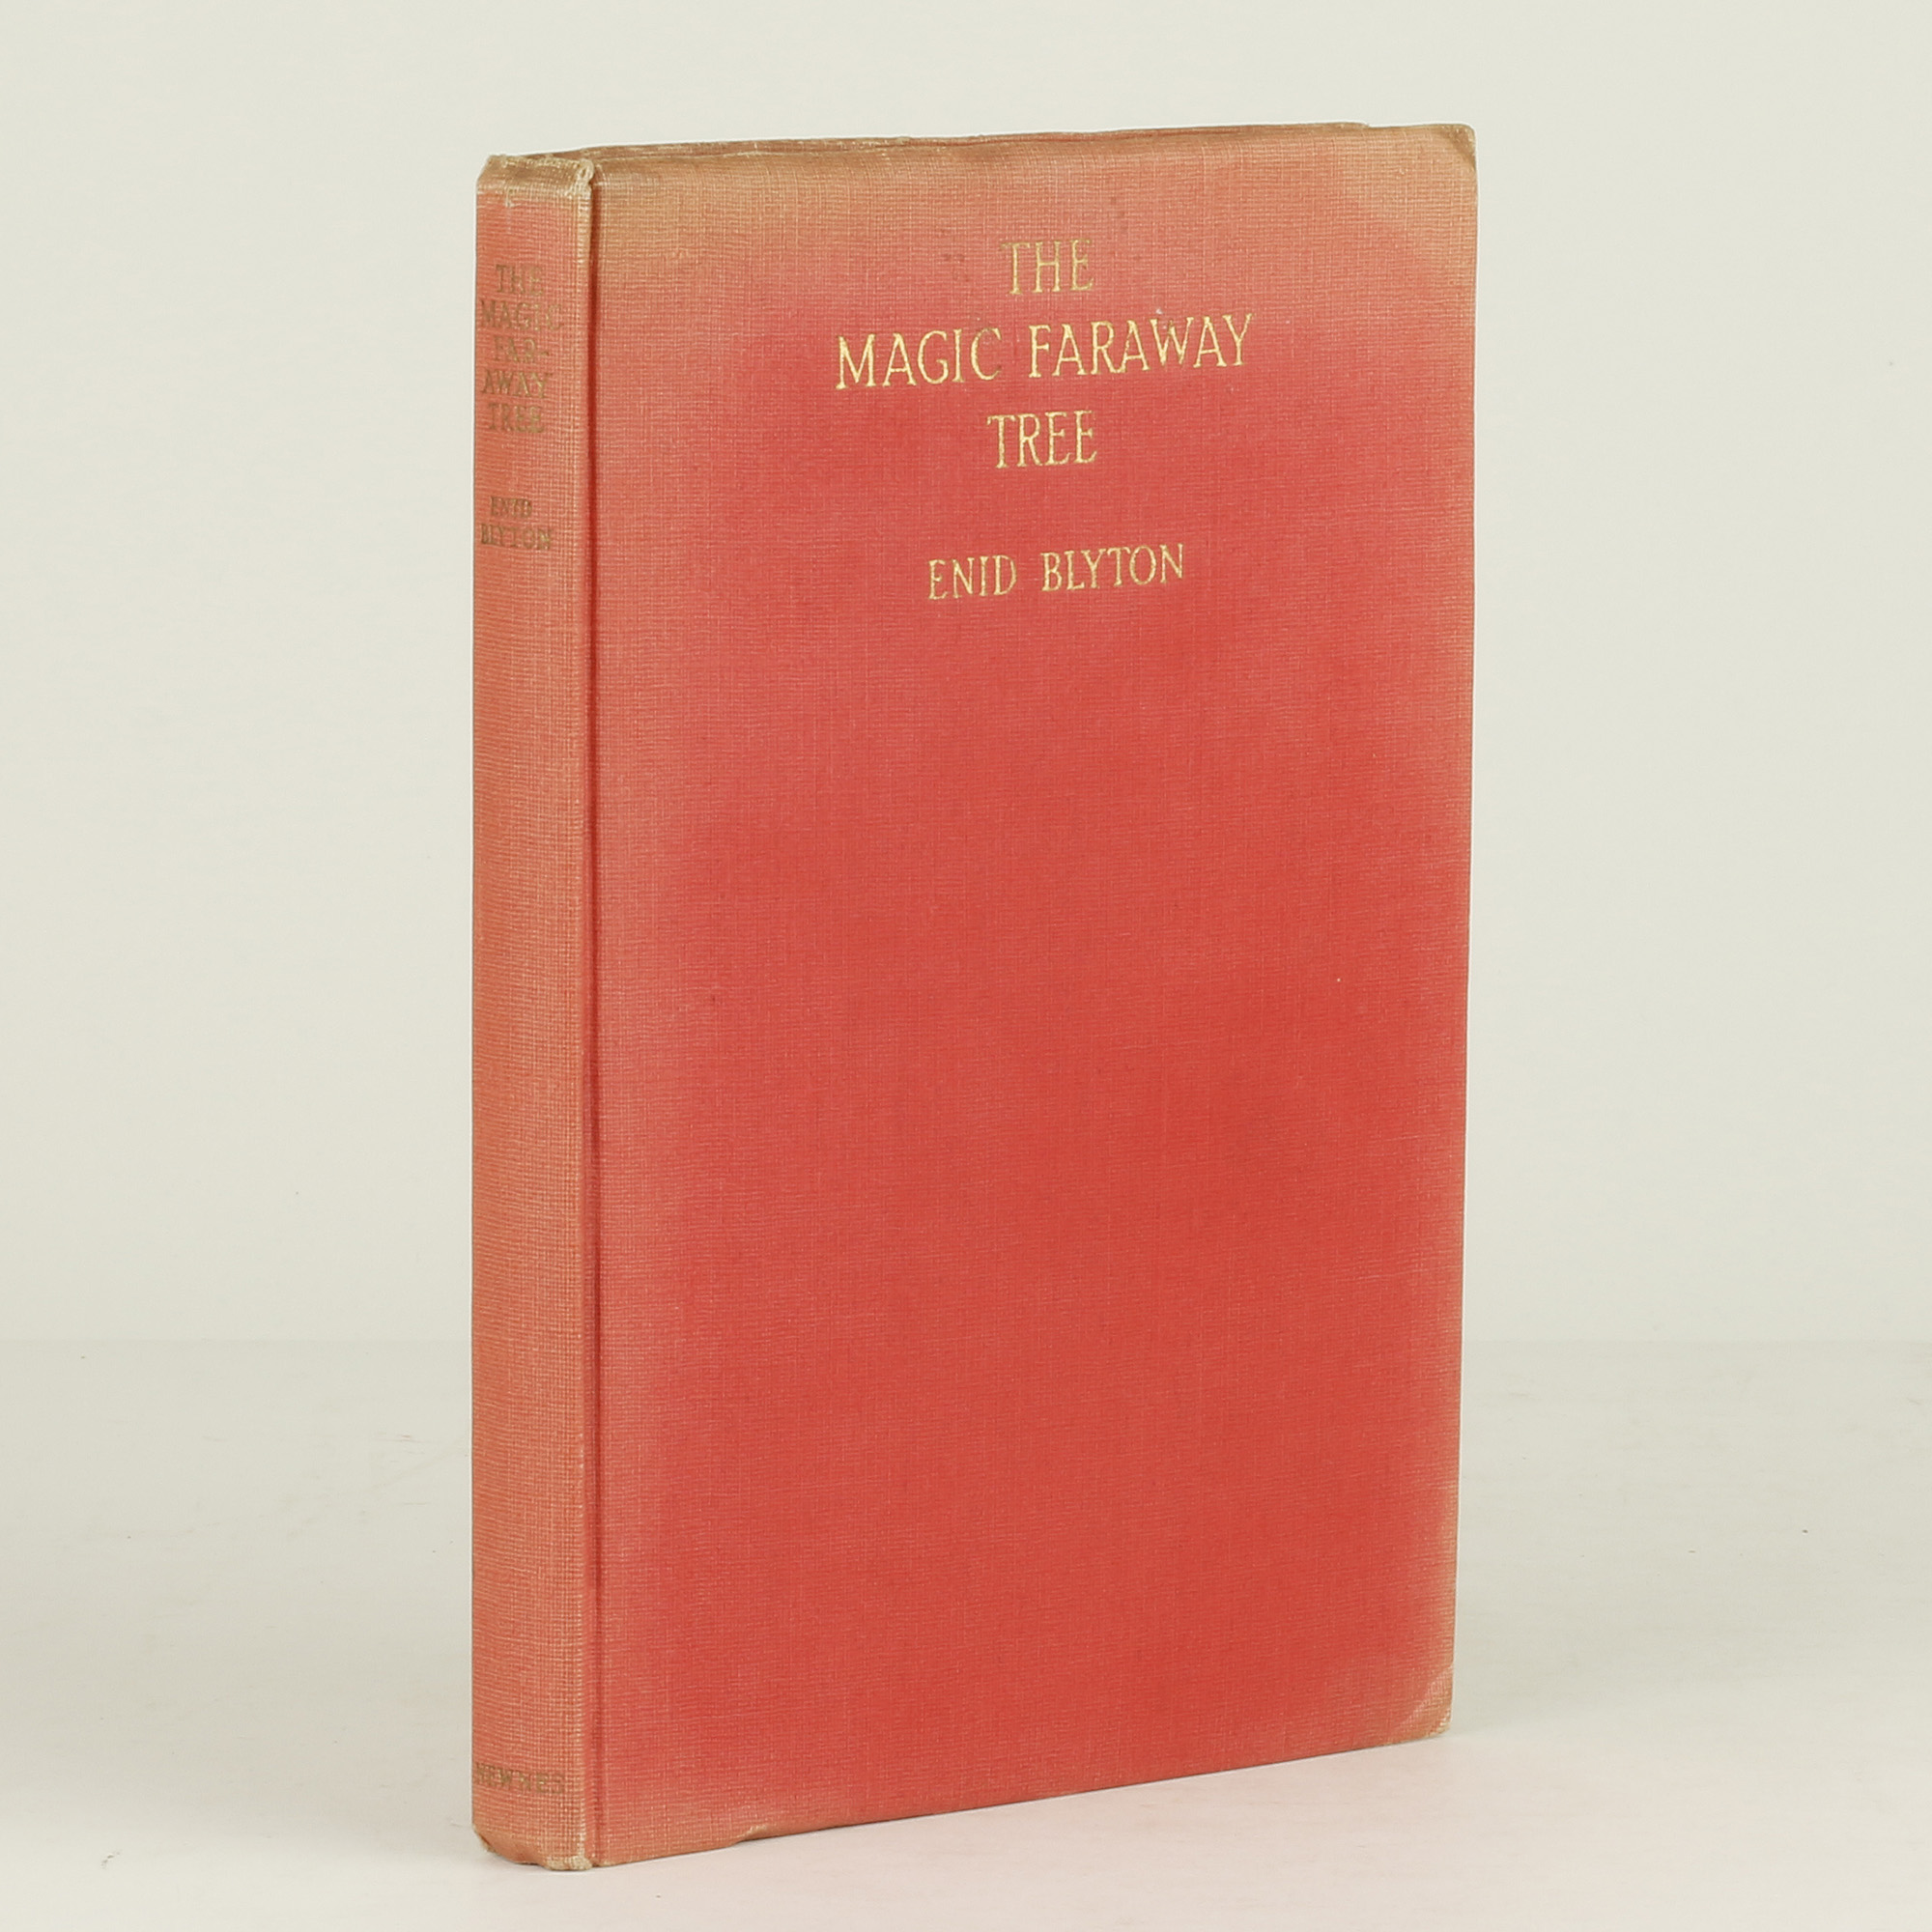 THE
MAGIC FARAWAY
TREE
ENID BLYTON
THE
MAGIC
FAR-
AWAY
TREE
ENID
BLYTON
NEWNES